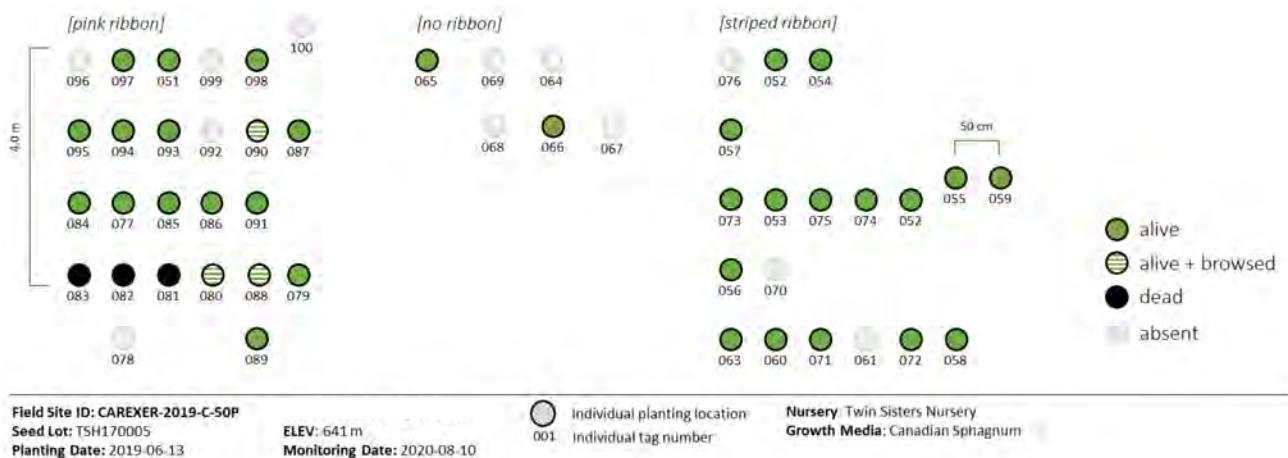 [pink ribbon]
[no ribbon]
[striped ribbon]
100
096 097 051 099 098
065 069 064
076 052 054
4.0 m
095 094 093 092 090 087
068 066 067
057
50 cm
055 059
084 077 085 086 091
073 053 075 074 052
alive
alive + browsed
dead
absent
083 082 081 080 088 079
056 070
078 089
063 060 071 061 072 058
Field Site ID: CAREXER-2019-C-50P
Seed Lot: TSH170005
Planting Date: 2019-06-13
ELEV: 641 m
Monitoring Date: 2020-08-10
Individual planting location
001 Individual tag number
Nursery: Twin Sisters Nursery
Growth Media: Canadian Sphagnum